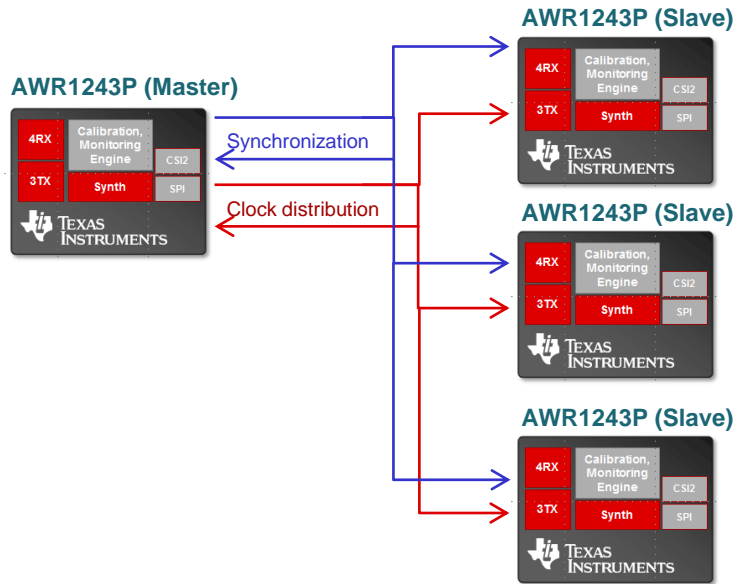 AWR1243P (Master)
4RX
Calibration,
Monitoring
Engine
CSI2
3TX
Synth
SPI
TEXAS
INSTRUMENTS
Synchronization
Clock distribution
AWR1243P (Slave)
4RX
Calibration,
Monitoring
Engine
CSI2
3TX
Synth
SPI
TEXAS
INSTRUMENTS
AWR1243P (Slave)
4RX
Calibration,
Monitoring
Engine
CSI2
3TX
Synth
SPI
TEXAS
INSTRUMENTS
AWR1243P (Slave)
4RX
Calibration,
Monitoring
Engine
CSI2
3TX
Synth
SPI
TEXAS
INSTRUMENTS